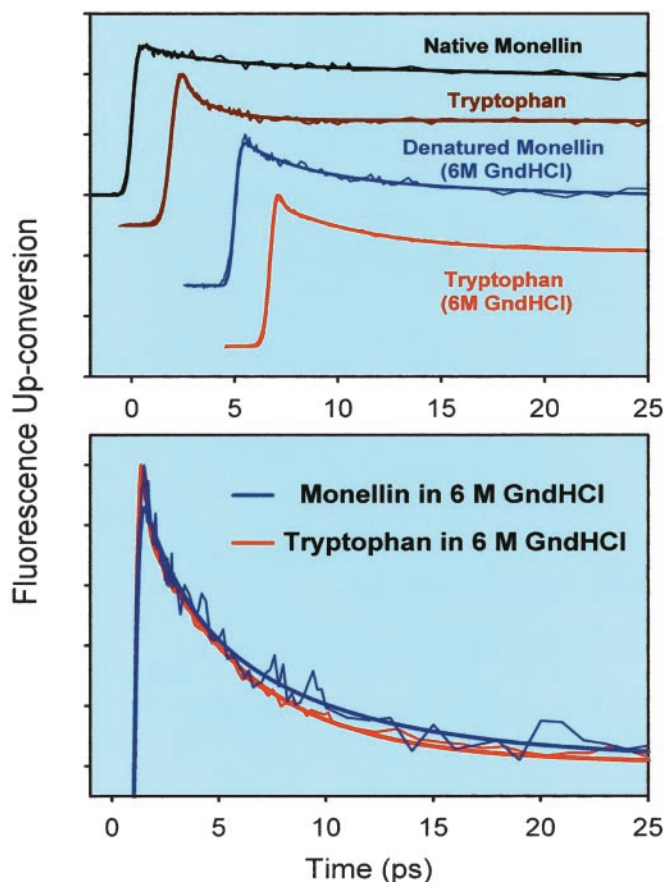 Native Monellin
Tryptophan
Denatured Monellin
(6M GndHCl)
Tryptophan
(6M GndHCl)
0 5 10 15 20 25
Fluorescence Up-conversion
Monellin in 6 M GndHCl
Tryptophan in 6 M GndHCl
0 5 10 15 20 25
Time (ps)